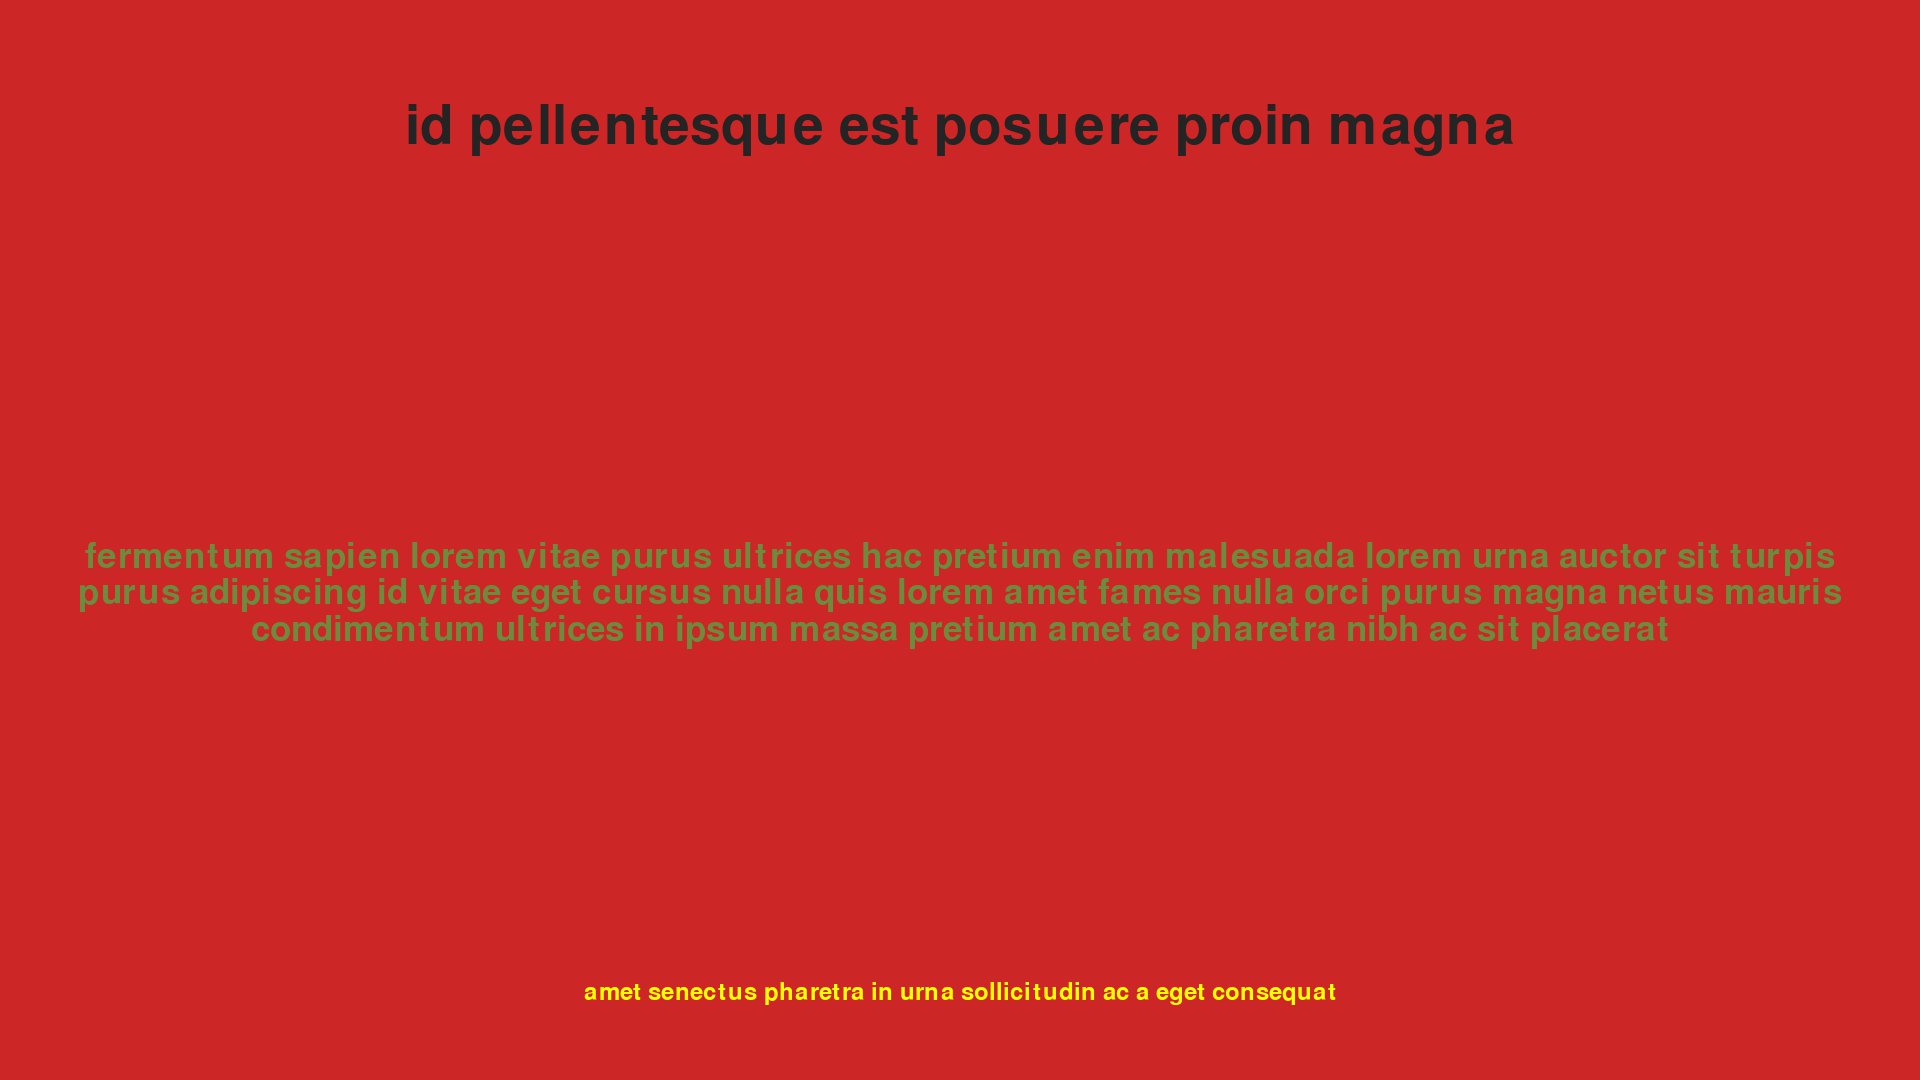 id pellentesque est posuere proin magna
fermentum sapien lorem vitae purus ultrices hac pretium enim malesuada lorem urna auctor sit turpis
purus adipiscing id vitae eget cursus nulla quis lorem amet fames nulla orci purus magna netus mauris
condimentum ultrices in ipsum massa pretium amet ac pharetra nibh ac sit placerat
amet senectus pharetra in urna sollicitudin ac a eget consequat